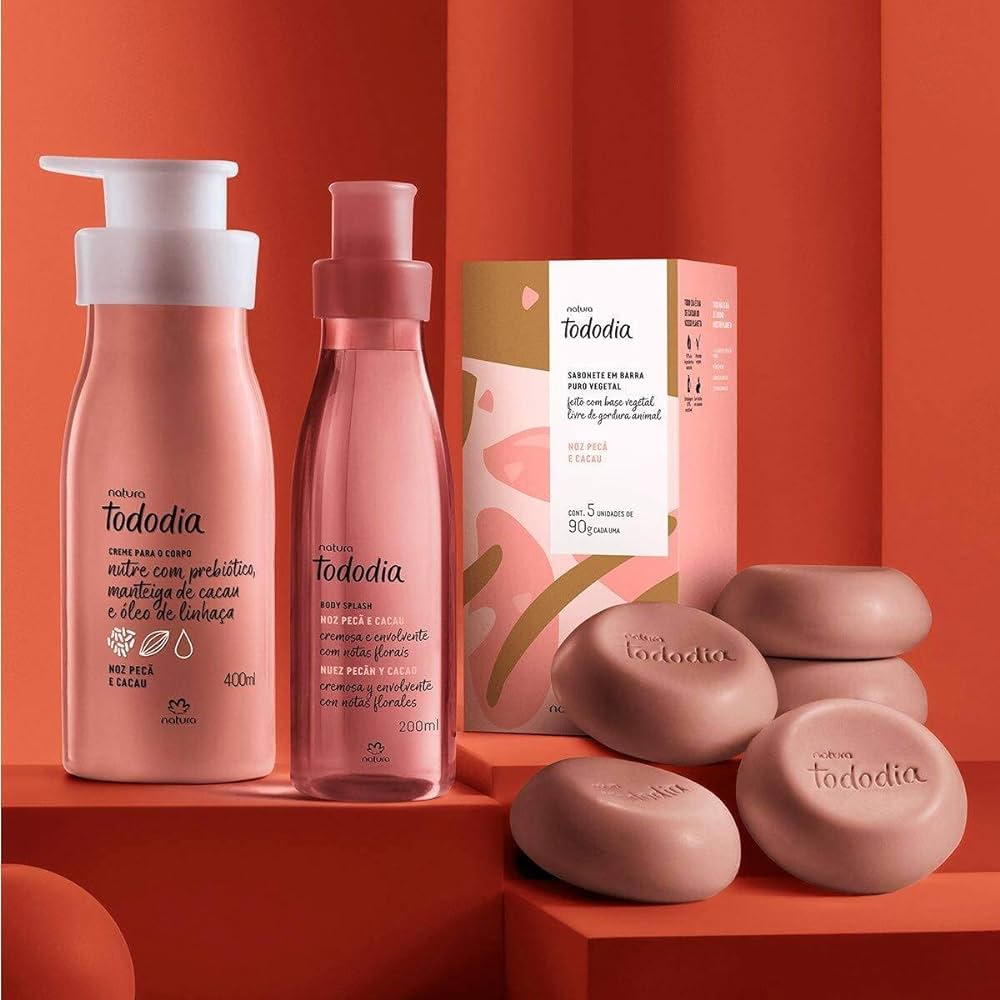 natura
tododia
CREME PARA O CORPO
nutre com prebiótico,
manteiga de cacau
e óleo de linhaça
NOZ PECÃ
E CACAU
400ml
natura
natura
tododia
BODY SPLASH
NOZ PECÃ E CACAU
cremosa e envolvente
com notas florais
NUEZ PECÁN Y CACAO
cremosa y envolvente
con notas florales
200ml
natura
natura
tododia
SABONETE EM BARRA
PURO VEGETAL
feito com base vegetal
livre de gordura animal
NOZ PECÃ
E CACAU
CONT. 5 UNIDADES DE
90g CADA UMA
natura
tododia
natura
tododia
tododia